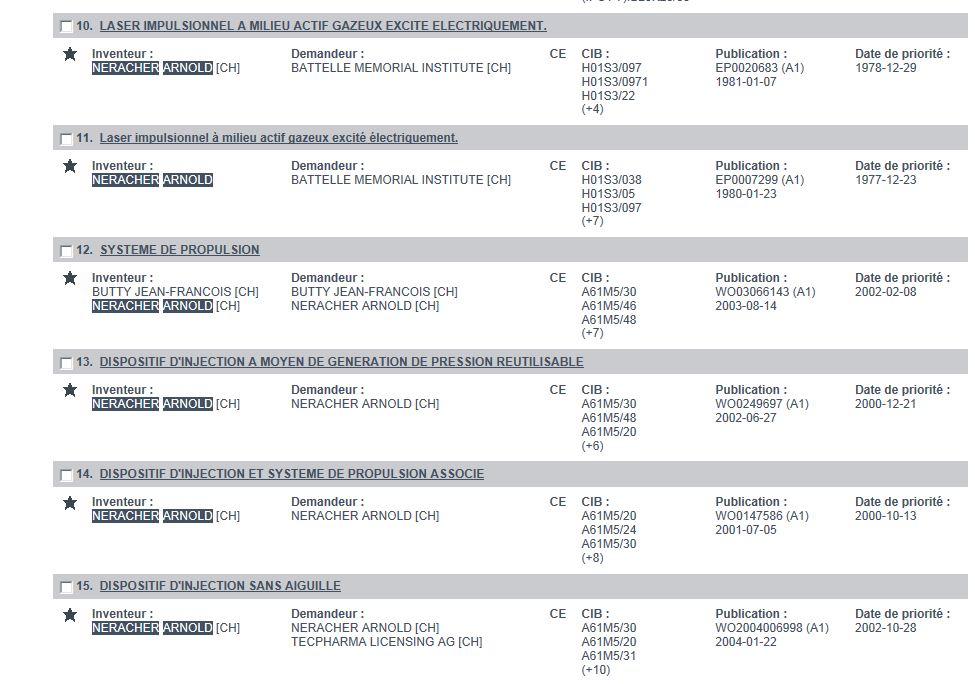 10. LASER IMPULSIONNEL A MILIEU ACTIF GAZEUX EXCITE ELECTRIQUEMENT.
Inventeur : Demandeur : CE CIB : Publication : Date de priorité :
NERACHER ARNOLD [CH] BATTELLE MEMORIAL INSTITUTE [CH] H01S3/097 EP0020683 (A1) 1978-12-29
H01S3/0971 1981-01-07
H01S3/22
(+4)
11. Laser impulsionnel à milieu actif gazeux excité électriquement.
Inventeur : Demandeur : CE CIB : Publication : Date de priorité :
NERACHER ARNOLD BATTELLE MEMORIAL INSTITUTE [CH] H01S3/038 EP0007299 (A1) 1977-12-23
H01S3/05 1980-01-23
H01S3/097
(+7)
12. SYSTEME DE PROPULSION
Inventeur : Demandeur : CE CIB : Publication : Date de priorité :
BUTTY JEAN-FRANCOIS [CH] BUTTY JEAN-FRANCOIS [CH] A61M5/30 WO03066143 (A1) 2002-02-08
NERACHER ARNOLD [CH] NERACHER ARNOLD [CH] A61M5/46 2003-08-14
A61M5/48
(+7)
13. DISPOSITIF D'INJECTION A MOYEN DE GENERATION DE PRESSION REUTILISABLE
Inventeur : Demandeur : CE CIB : Publication : Date de priorité :
NERACHER ARNOLD [CH] NERACHER ARNOLD [CH] A61M5/30 WO0249697 (A1) 2000-12-21
A61M5/48 2002-06-27
A61M5/20
(+6)
14. DISPOSITIF D'INJECTION ET SYSTEME DE PROPULSION ASSOCIE
Inventeur : Demandeur : CE CIB : Publication : Date de priorité :
NERACHER ARNOLD [CH] NERACHER ARNOLD [CH] A61M5/20 WO0147586 (A1) 2000-10-13
A61M5/24 2001-07-05
A61M5/30
(+8)
15. DISPOSITIF D'INJECTION SANS AIGUILLE
Inventeur : Demandeur : CE CIB : Publication : Date de priorité :
NERACHER ARNOLD [CH] NERACHER ARNOLD [CH] A61M5/30 WO2004006998 (A1) 2002-10-28
TECPHARMA LICENSING AG [CH] A61M5/20 2004-01-22
A61M5/31
(+10)